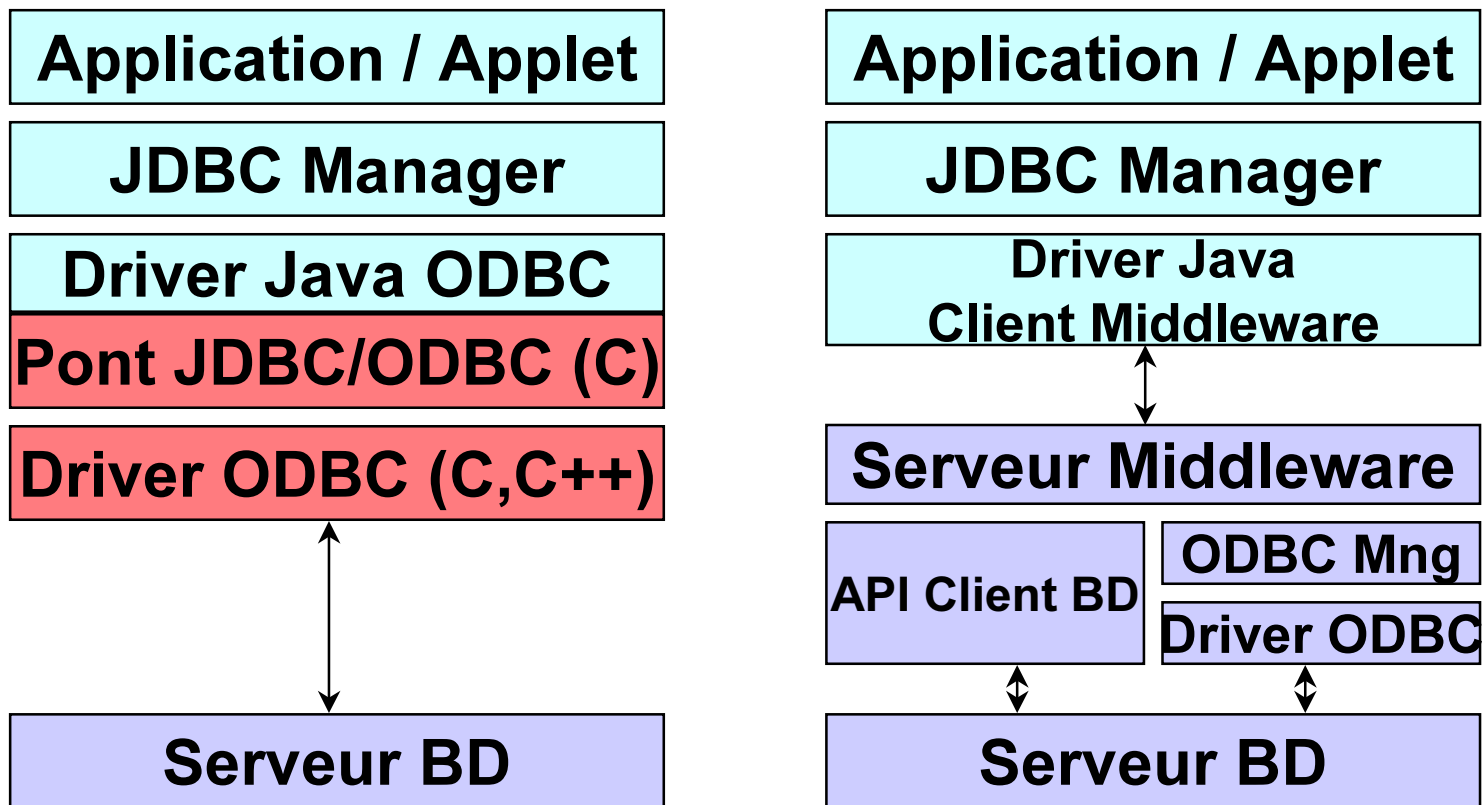 Application / Applet
JDBC Manager
Driver Java ODBC
Pont JDBC/ODBC (C)
Driver ODBC (C,C++)
Serveur BD
Application / Applet
JDBC Manager
Driver Java
Client Middleware
Serveur Middleware
API Client BD
ODBC Mng
Driver ODBC
Serveur BD